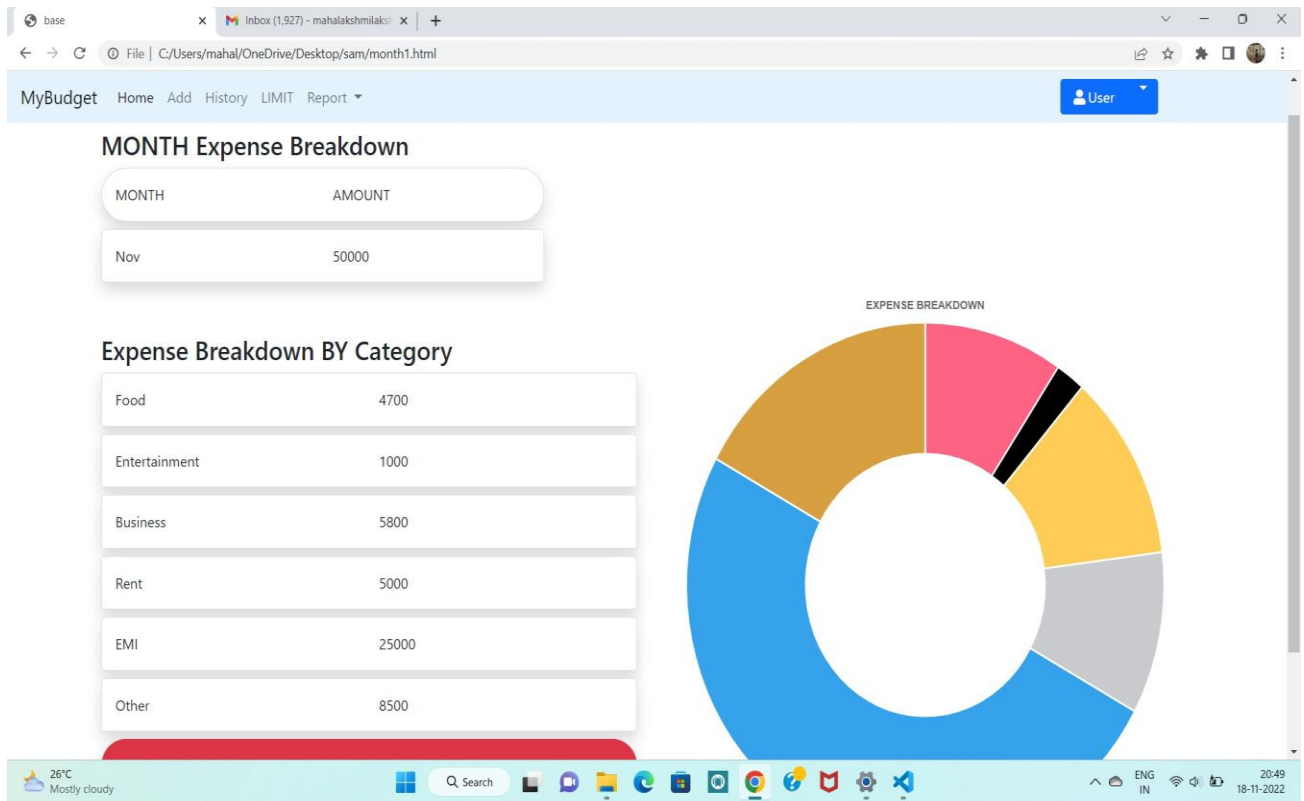 base
Inbox (1,927) - mahalakshmilaks
File | C:/Users/mahal/OneDrive/Desktop/sam/month1.html
MyBudget Home Add History LIMIT Report User
MONTH Expense Breakdown
MONTH AMOUNT
Nov 50000
EXPENSE BREAKDOWN
Expense Breakdown BY Category
Food 4700
Entertainment 1000
Business 5800
Rent 5000
EMI 25000
Other 8500
26°C
Mostly cloudy
Search
ENG
IN
20:49
18-11-2022